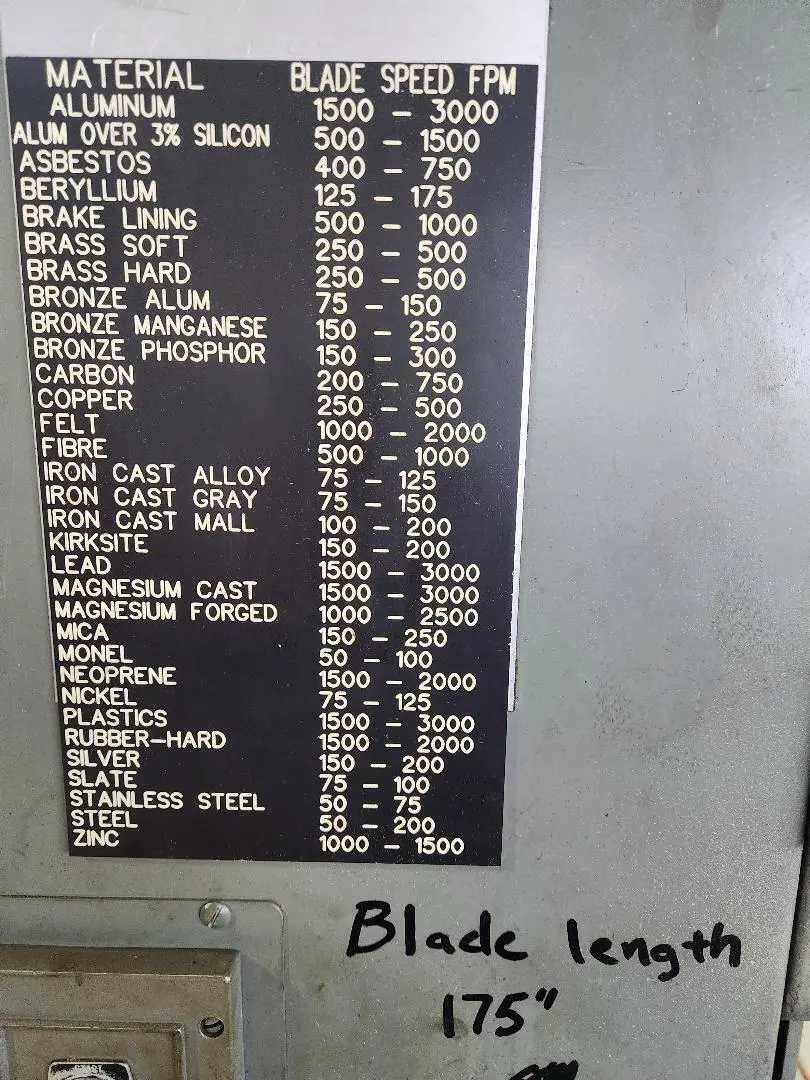 MATERIAL BLADE SPEED FPM
ALUMINUM 1500 – 3000
ALUM OVER 3% SILICON 500 – 1500
ASBESTOS 400 – 750
BERYLLIUM 125 – 175
BRAKE LINING 500 – 1000
BRASS SOFT 250 – 500
BRASS HARD 250 – 500
BRONZE ALUM 75 – 150
BRONZE MANGANESE 150 – 250
BRONZE PHOSPHOR 150 – 300
CARBON 200 – 750
COPPER 250 – 500
FELT 1000 – 2000
FIBRE 500 – 1000
IRON CAST ALLOY 75 – 125
IRON CAST GRAY 75 – 150
IRON CAST MALL 100 – 200
KIRKSITE 150 – 200
LEAD 1500 – 3000
MAGNESIUM CAST 1500 – 3000
MAGNESIUM FORGED 1000 – 2500
MICA 150 – 250
MONEL 50 – 100
NEOPRENE 1500 – 2000
NICKEL 75 – 125
PLASTICS 1500 – 3000
RUBBER–HARD 1500 – 2000
SILVER 150 – 200
SLATE 75 – 100
STAINLESS STEEL 50 – 75
STEEL 50 – 200
ZINC 1000 – 1500
Blade length
175"